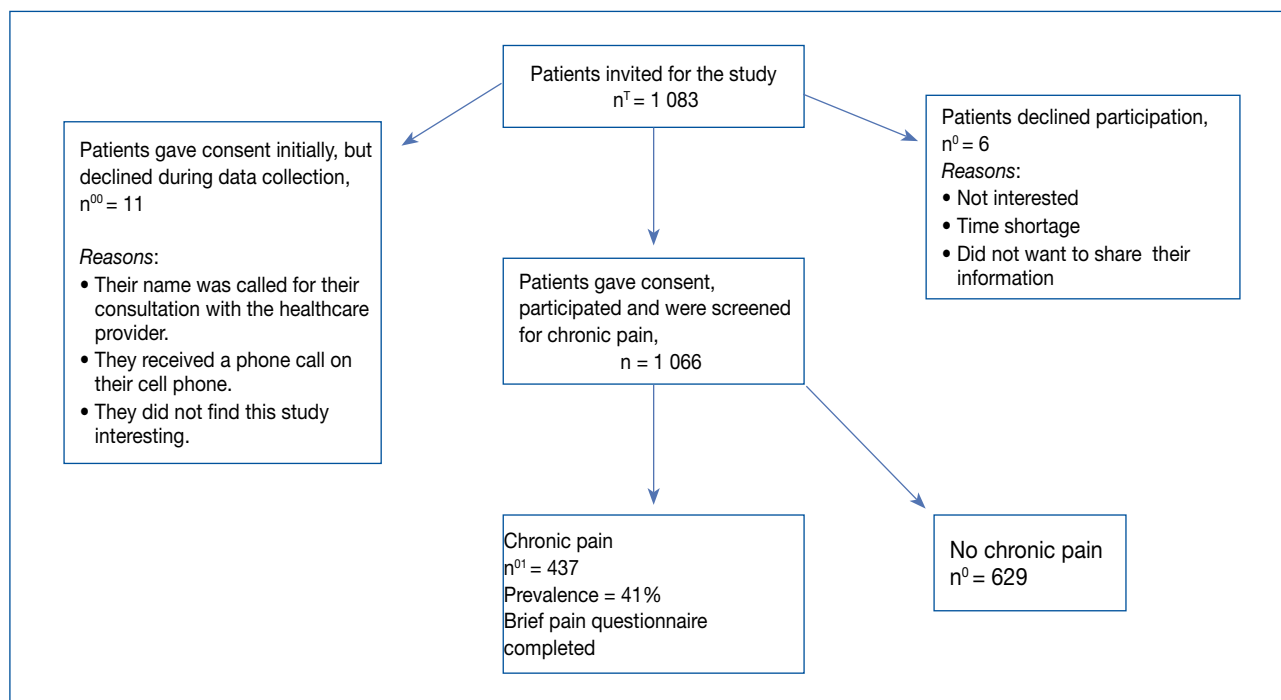 Patients invited for the study
nᵀ = 1 083
Patients gave consent initially, but
declined during data collection,
n⁰⁰ = 11
Reasons:
• Their name was called for their
consultation with the healthcare
provider.
• They received a phone call on
their cell phone.
• They did not find this study
interesting.
Patients declined participation,
n⁰ = 6
Reasons:
• Not interested
• Time shortage
• Did not want to share their
information
Patients gave consent,
participated and were screened
for chronic pain,
n = 1 066
Chronic pain
n⁰¹ = 437
Prevalence = 41%
Brief pain questionnaire
completed
No chronic pain
n⁰ = 629